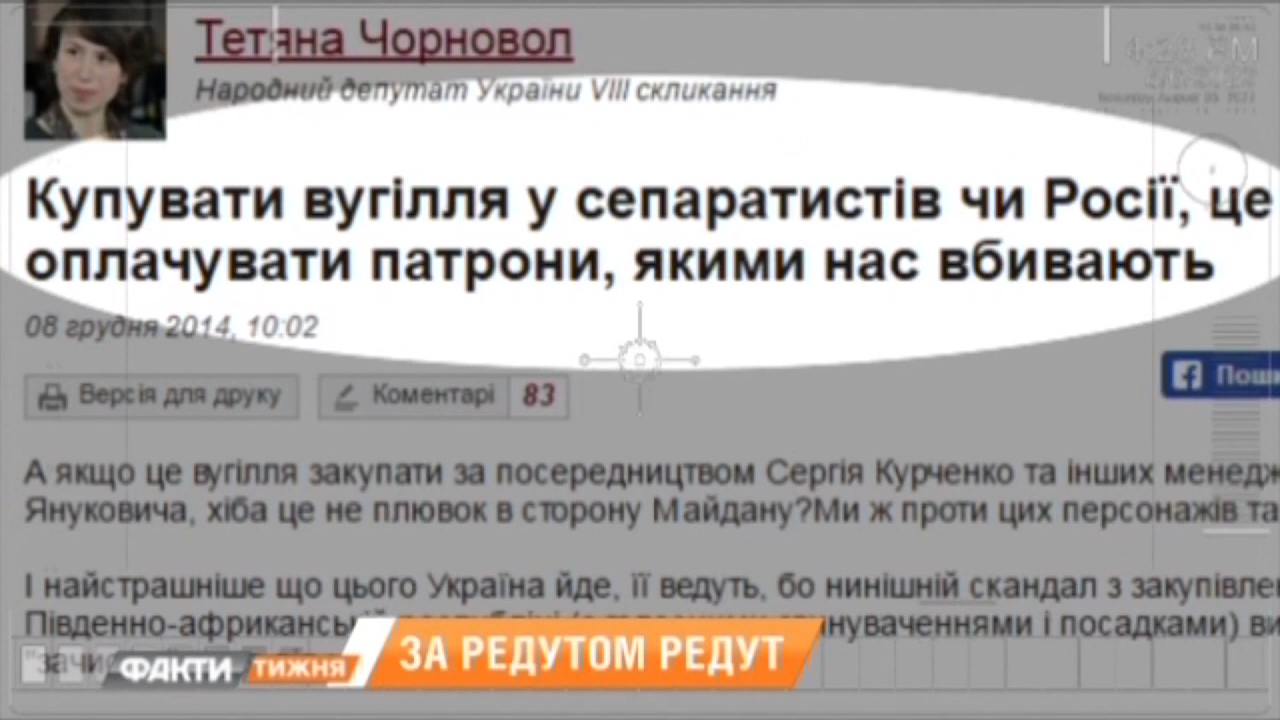 Тетяна Чорновол
Народний депутат України VIII скликання
Купувати вугілля у сепаратистів чи Росії, це
оплачувати патрони, якими нас вбивають
08 грудня 2014, 10:02
Версія для друку
Коментарі
83
А якщо це вугілля закупати за посередництвом Сергія Курченко та інших менедж
Януковича, хіба це не плювок в сторону Майдану?Ми ж проти цих персонажів та
І найстрашніше що цього Україна йде, її ведуть, бо нинішній скандал з закупівле
Південно-африканськ нуваченнями і посадками) ви
ФАКТИ ТИЖНЯ
ЗА РЕДУТОМ РЕДУТ